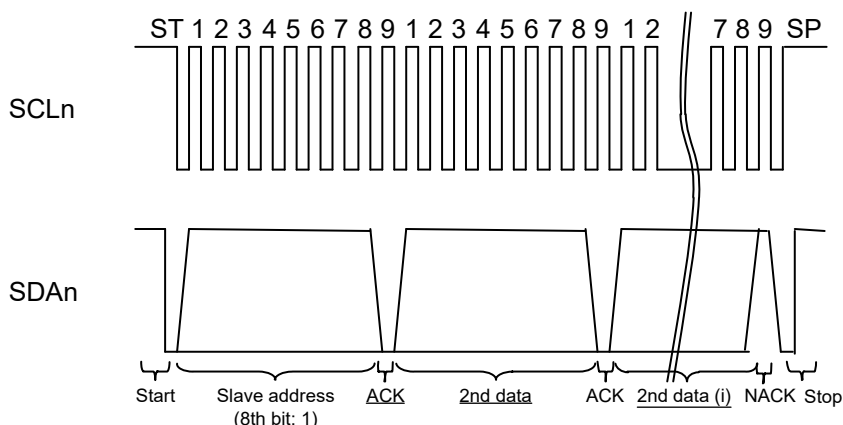 ST 1 2 3 4 5 6 7 8 9 1 2 3 4 5 6 7 8 9 1 2 7 8 9 SP
SCLn
SDAn
Start Slave address ACK 2nd data ACK 2nd data (i) NACK Stop
(8th bit: 1)